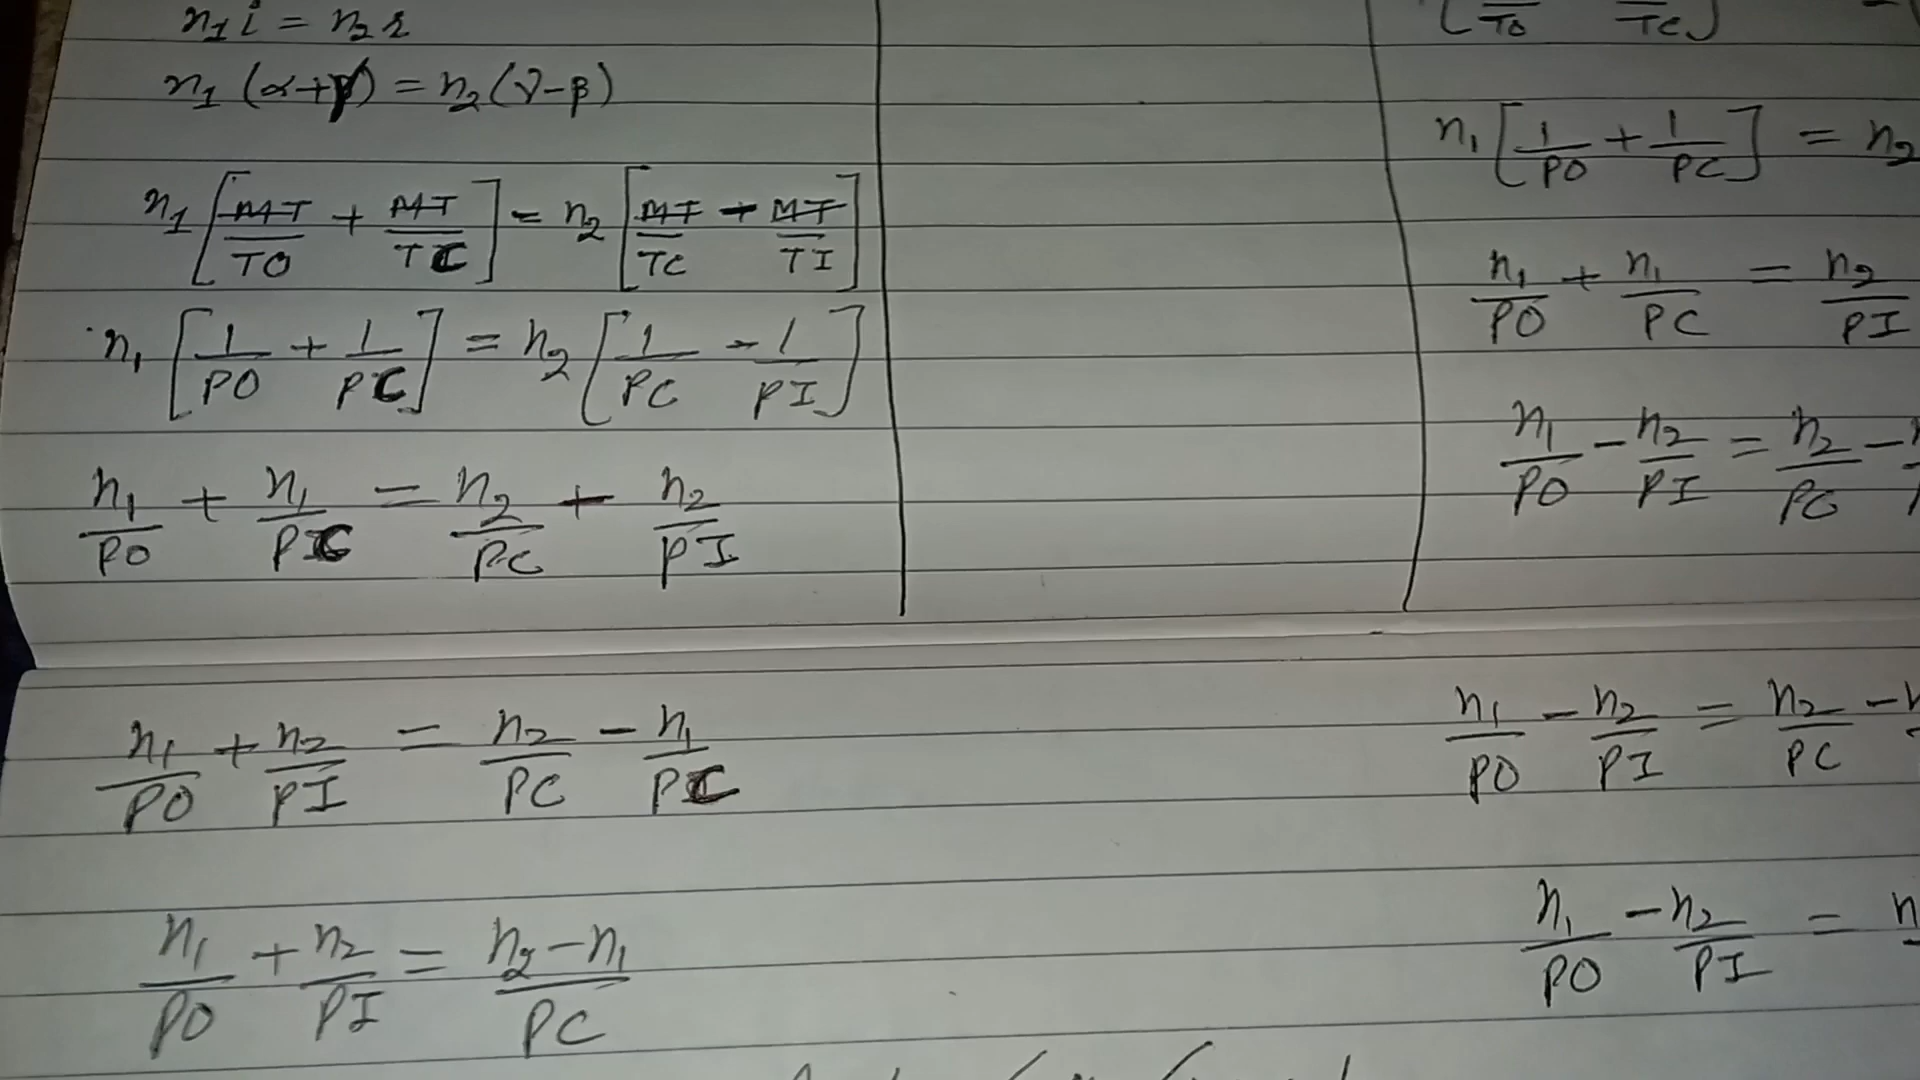 n₁ i = n₂ r
n₁ (α+β) = n₂ (γ-β)
n₁ [MT/TO + MT/TC] = n₂ [MT/TC - MT/TI]
n₁ [1/PO + 1/PC] = n₂ [1/PC - 1/PI]
n₁/PO + n₁/PC = n₂/PC - n₂/PI
n₁/PO + n₂/PI = n₂/PC - n₁/PC
n₁/PO + n₂/PI = n₂-n₁/PC
TO TC
n₁ [1/PO + 1/PC] = n₂
n₁/PO + n₁/PC = n₂/PI
n₁/PO - n₂/PI = n₂/PC -
n₁/PO - n₂/PI = n₂/PC -
n₁/PO - n₂/PI = n